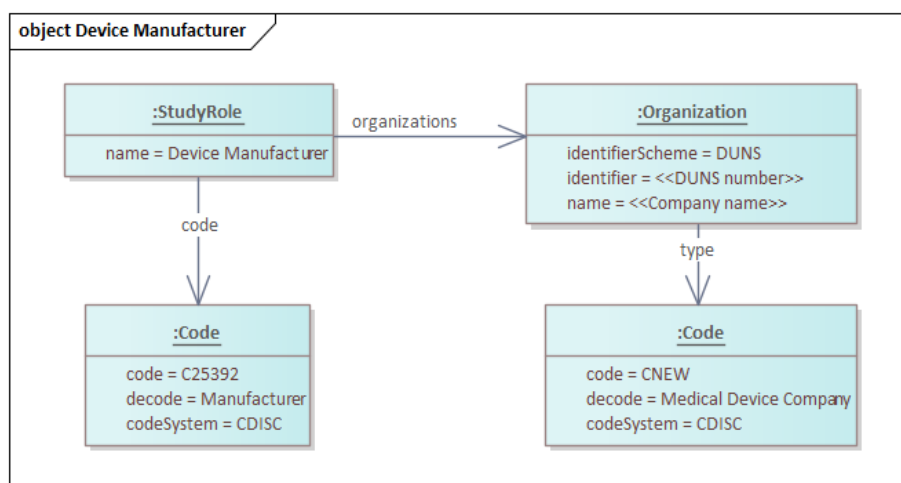 object Device Manufacturer
:StudyRole
name = Device Manufacturer
organizations
:Organization
identifierScheme = DUNS
identifier = <<DUNS number>>
name = <<Company name>>
code
type
:Code
code = C25392
decode = Manufacturer
codeSystem = CDISC
:Code
code = CNEW
decode = Medical Device Company
codeSystem = CDISC